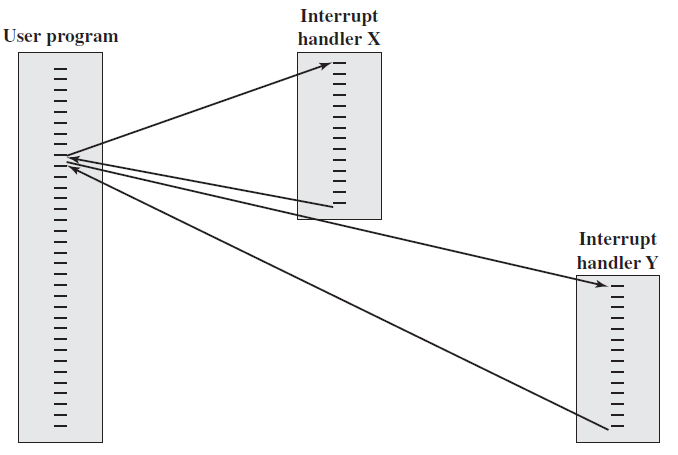 User program
Interrupt
handler X
Interrupt
handler Y